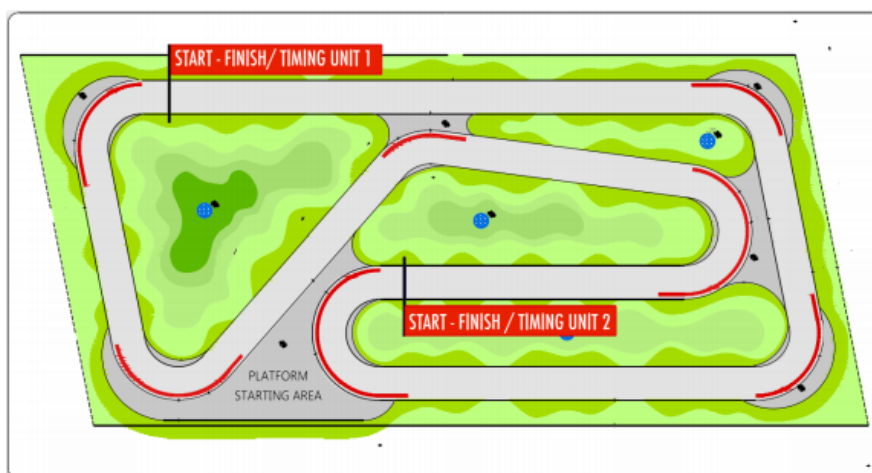 START - FINISH/ TIMING UNIT 1
START - FINISH / TIMING UNIT 2
PLATFORM
STARTING AREA